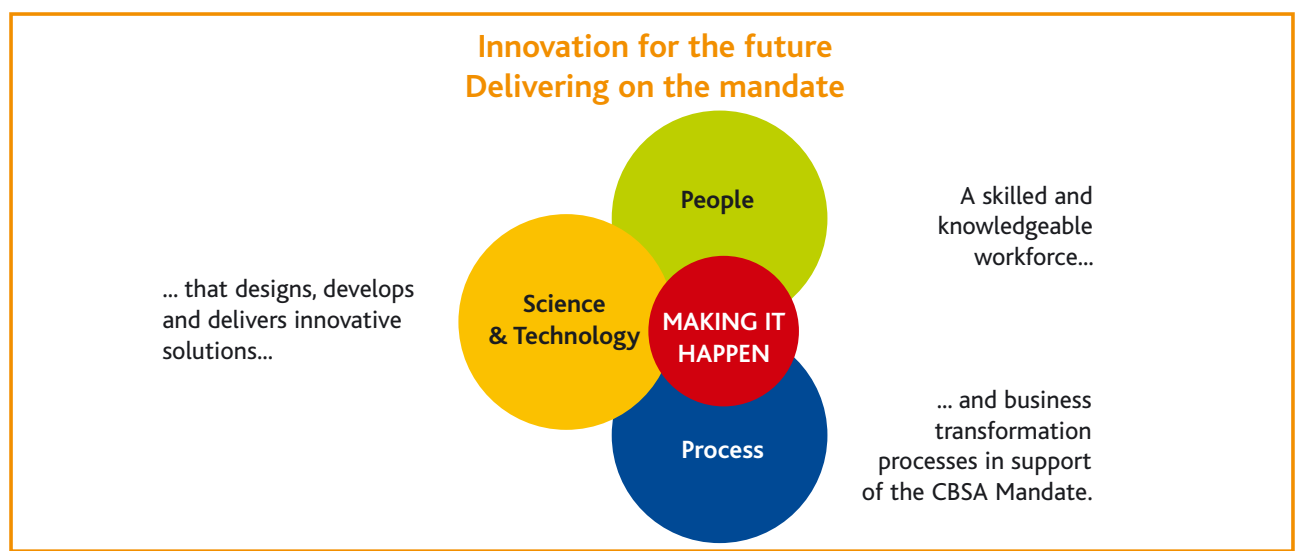 Innovation for the future
Delivering on the mandate
People
A skilled and
knowledgeable
workforce...
... that designs, develops
and delivers innovative
solutions...
Science
& Technology
MAKING IT
HAPPEN
Process
... and business
transformation
processes in support
of the CBSA Mandate.